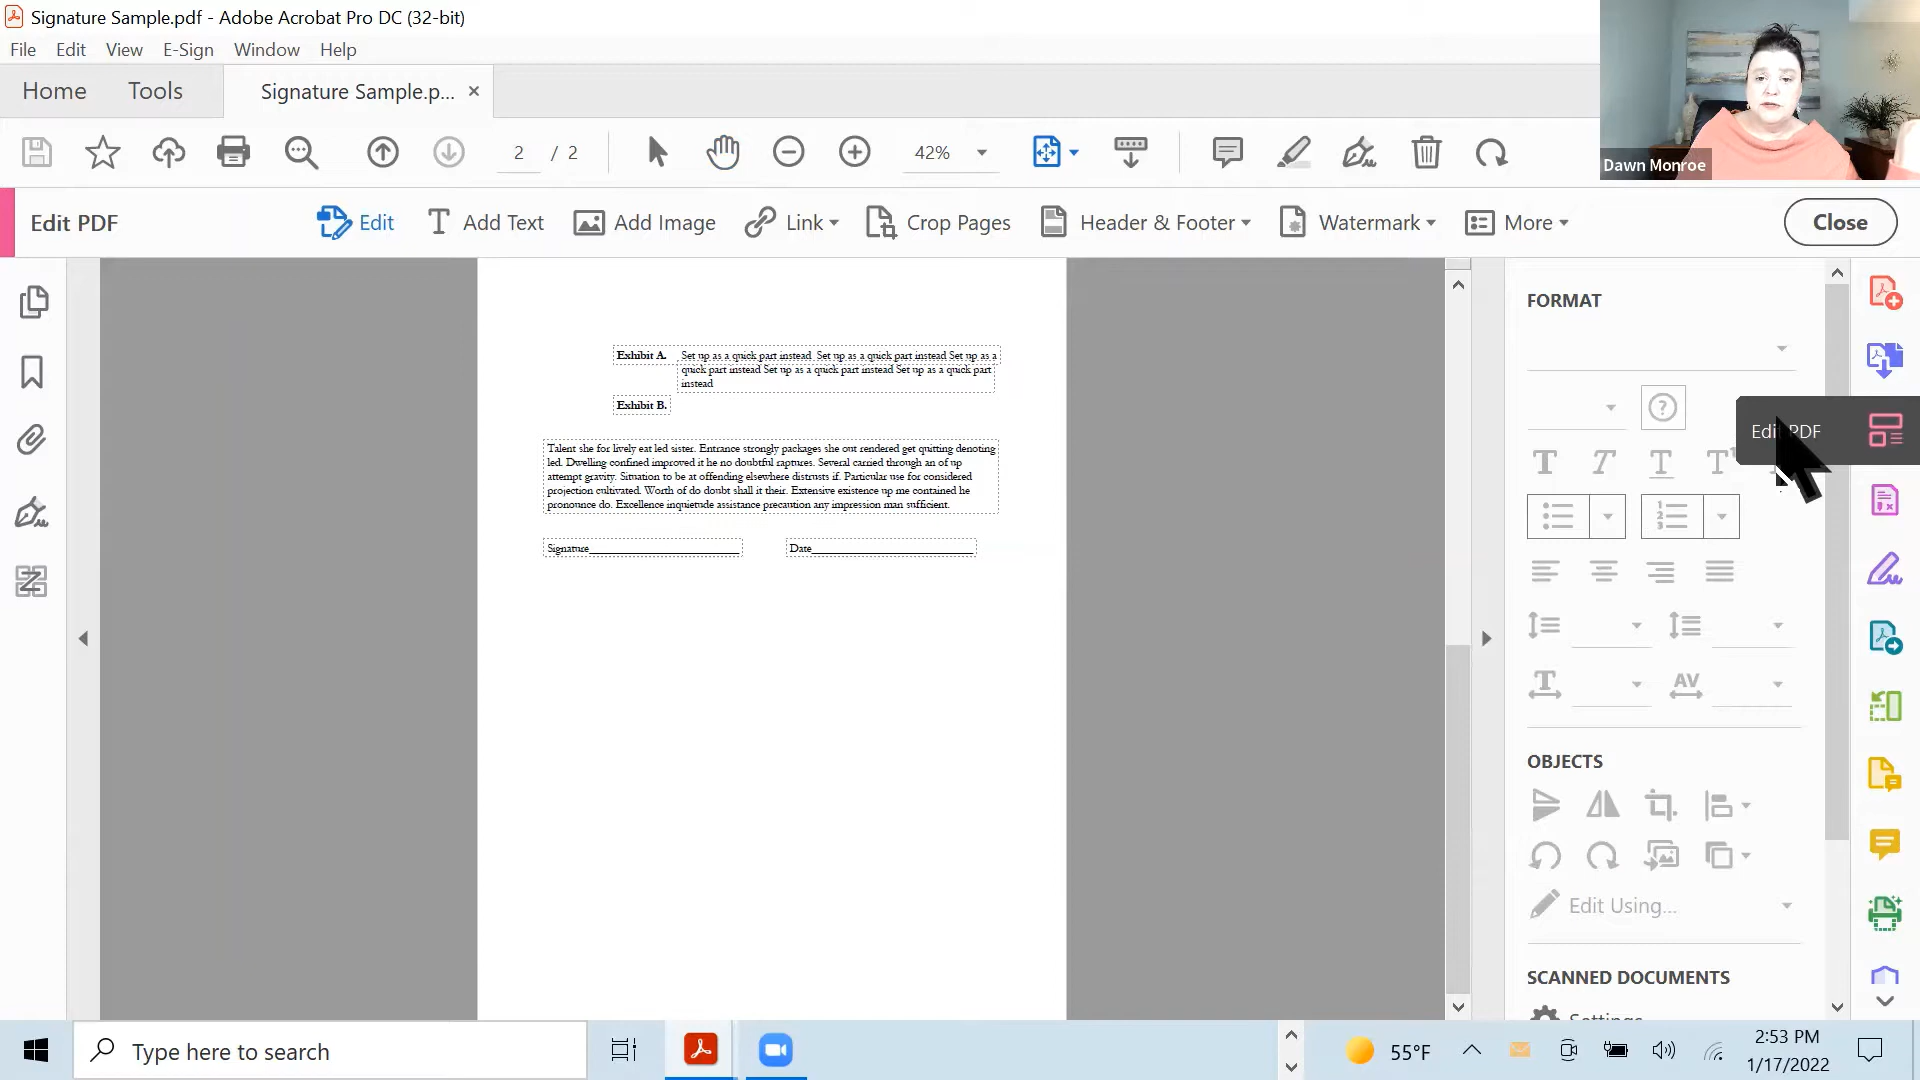 Signature Sample.pdf - Adobe Acrobat Pro DC (32-bit)
File Edit View E-Sign Window Help
Home Tools Signature Sample.p... ×
2 / 2 42%
Dawn Monroe
Edit PDF Edit Add Text Add Image Link Crop Pages Header & Footer Watermark More Close
FORMAT
Exhibit A. Set up as a quick part instead Set up as a quick part instead Set up as a
quick part instead Set up as a quick part instead Set up as a quick part
instead
Exhibit B.
Edit PDF
Talent she for lively eat led sister. Entrance strongly packages she out rendered get quitting denoting
led. Dwelling confined improved it he no doubtful raptures. Several carried through an of up
attempt gravity. Situation to be at offending elsewhere distrusts if. Particular use for considered
projection cultivated. Worth of do doubt shall it their. Extensive existence up me contained he
pronounce do. Excellence inquietude assistance precaution any impression man sufficient.
Signature__________________________ Date____________________________
AV
OBJECTS
Edit Using...
SCANNED DOCUMENTS
Settings
Type here to search
55°F
2:53 PM
1/17/2022